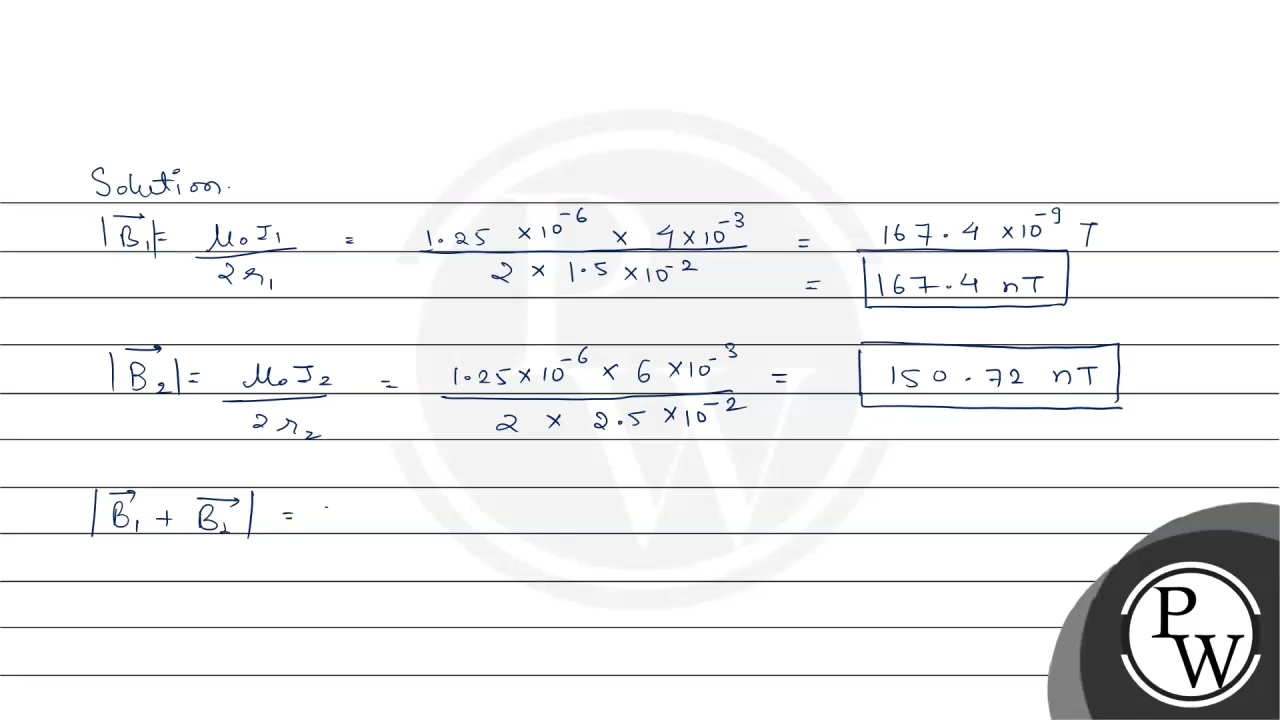 Solution.
|B₁| = μ₀I₁ / 2r₁ = 1.25 × 10⁻⁶ × 4×10⁻³ / 2 × 1.5 × 10⁻² = 167.4 × 10⁻⁹ T
= 167.4 nT
|B₂| = μ₀I₂ / 2r₂ = 1.25×10⁻⁶ × 6 ×10⁻³ / 2 × 2.5 ×10⁻² = 150.72 nT
|B₁ + B₂| =
P
W